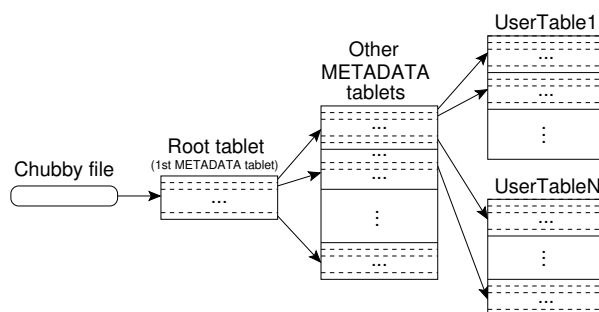 UserTable1
...
...
...
Other
METADATA
tablets
...
...
...
...
...
Root tablet
(1st METADATA tablet)
...
Chubby file
UserTableN
...
...
...